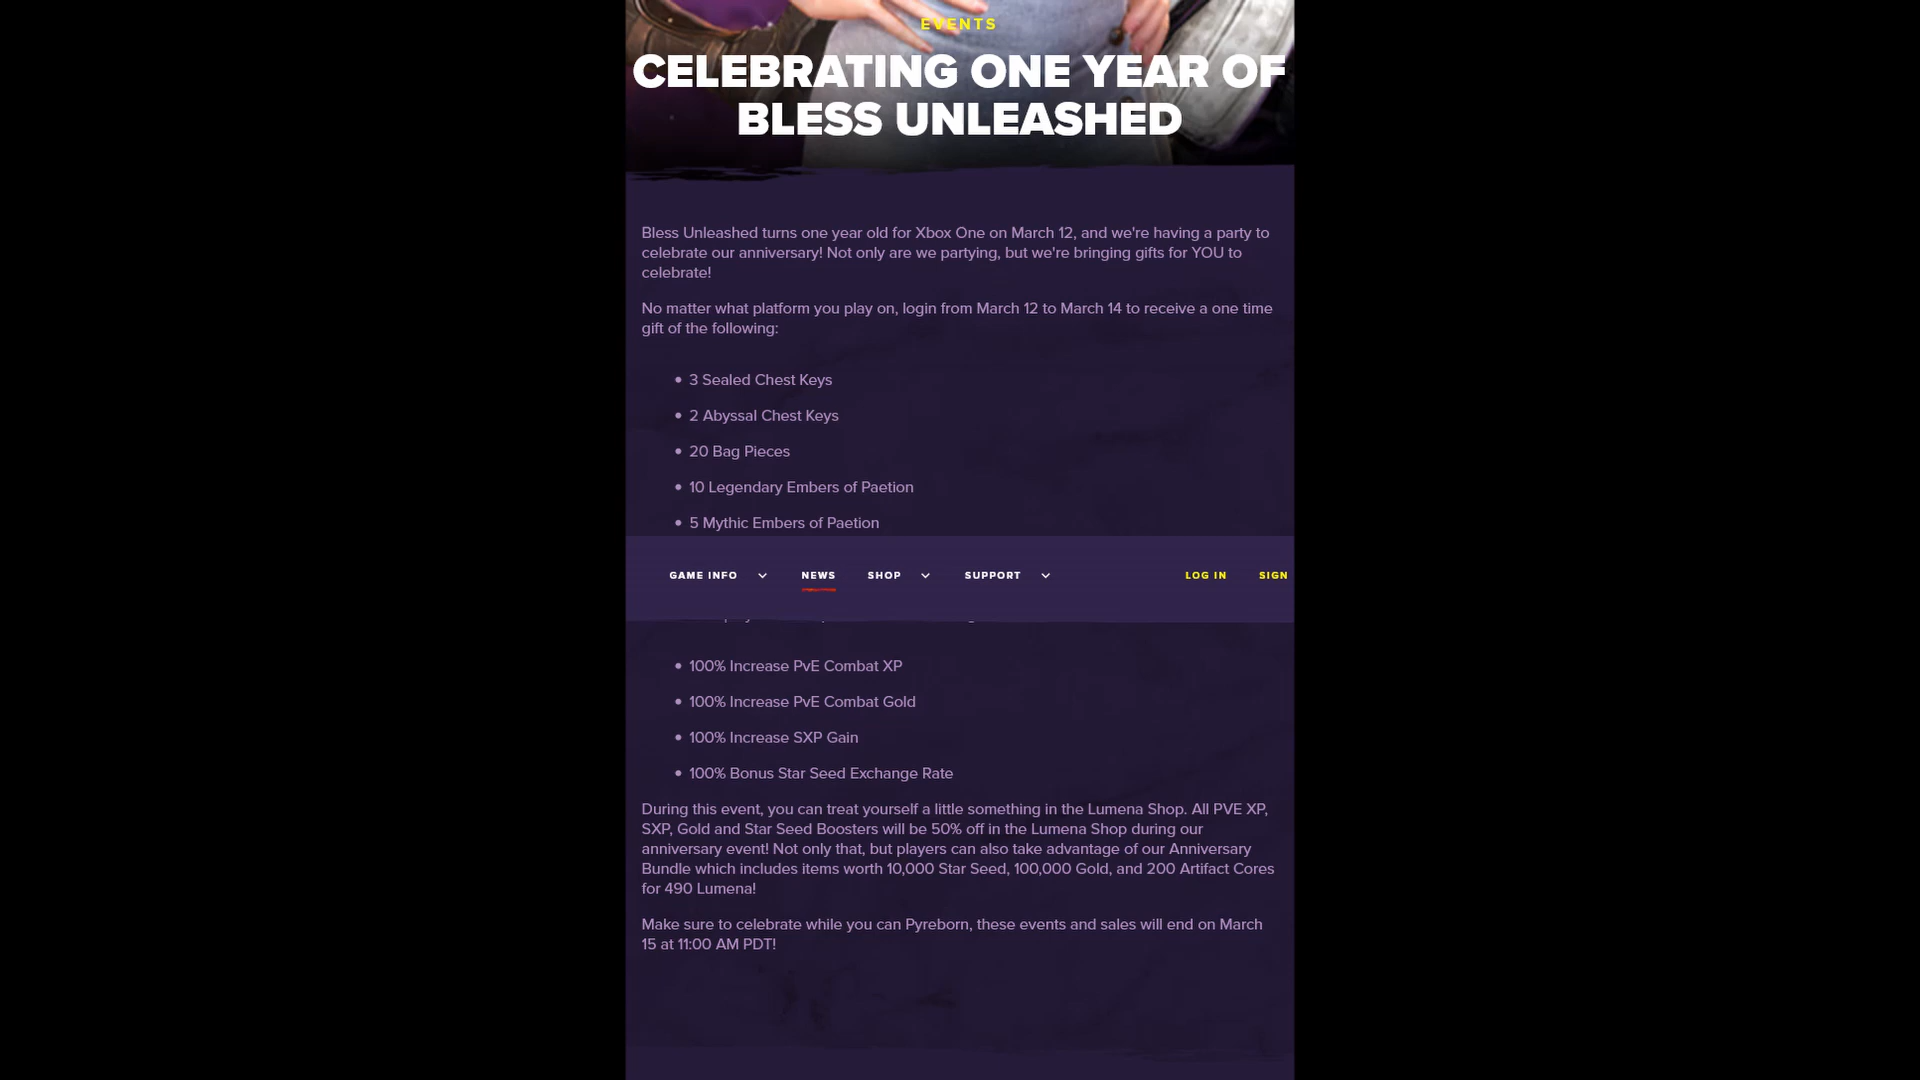 EVENTS
CELEBRATING ONE YEAR OF
BLESS UNLEASHED
Bless Unleashed turns one year old for Xbox One on March 12, and we're having a party to
celebrate our anniversary! Not only are we partying, but we're bringing gifts for YOU to
celebrate!
No matter what platform you play on, login from March 12 to March 14 to receive a one time
gift of the following:
• 3 Sealed Chest Keys
• 2 Abyssal Chest Keys
• 20 Bag Pieces
• 10 Legendary Embers of Paetion
• 5 Mythic Embers of Paetion
GAME INFO NEWS SHOP SUPPORT LOG IN SIGN
• 100% Increase PvE Combat XP
• 100% Increase PvE Combat Gold
• 100% Increase SXP Gain
• 100% Bonus Star Seed Exchange Rate
During this event, you can treat yourself a little something in the Lumena Shop. All PVE XP,
SXP, Gold and Star Seed Boosters will be 50% off in the Lumena Shop during our
anniversary event! Not only that, but players can also take advantage of our Anniversary
Bundle which includes items worth 10,000 Star Seed, 100,000 Gold, and 200 Artifact Cores
for 490 Lumena!
Make sure to celebrate while you can Pyreborn, these events and sales will end on March
15 at 11:00 AM PDT!